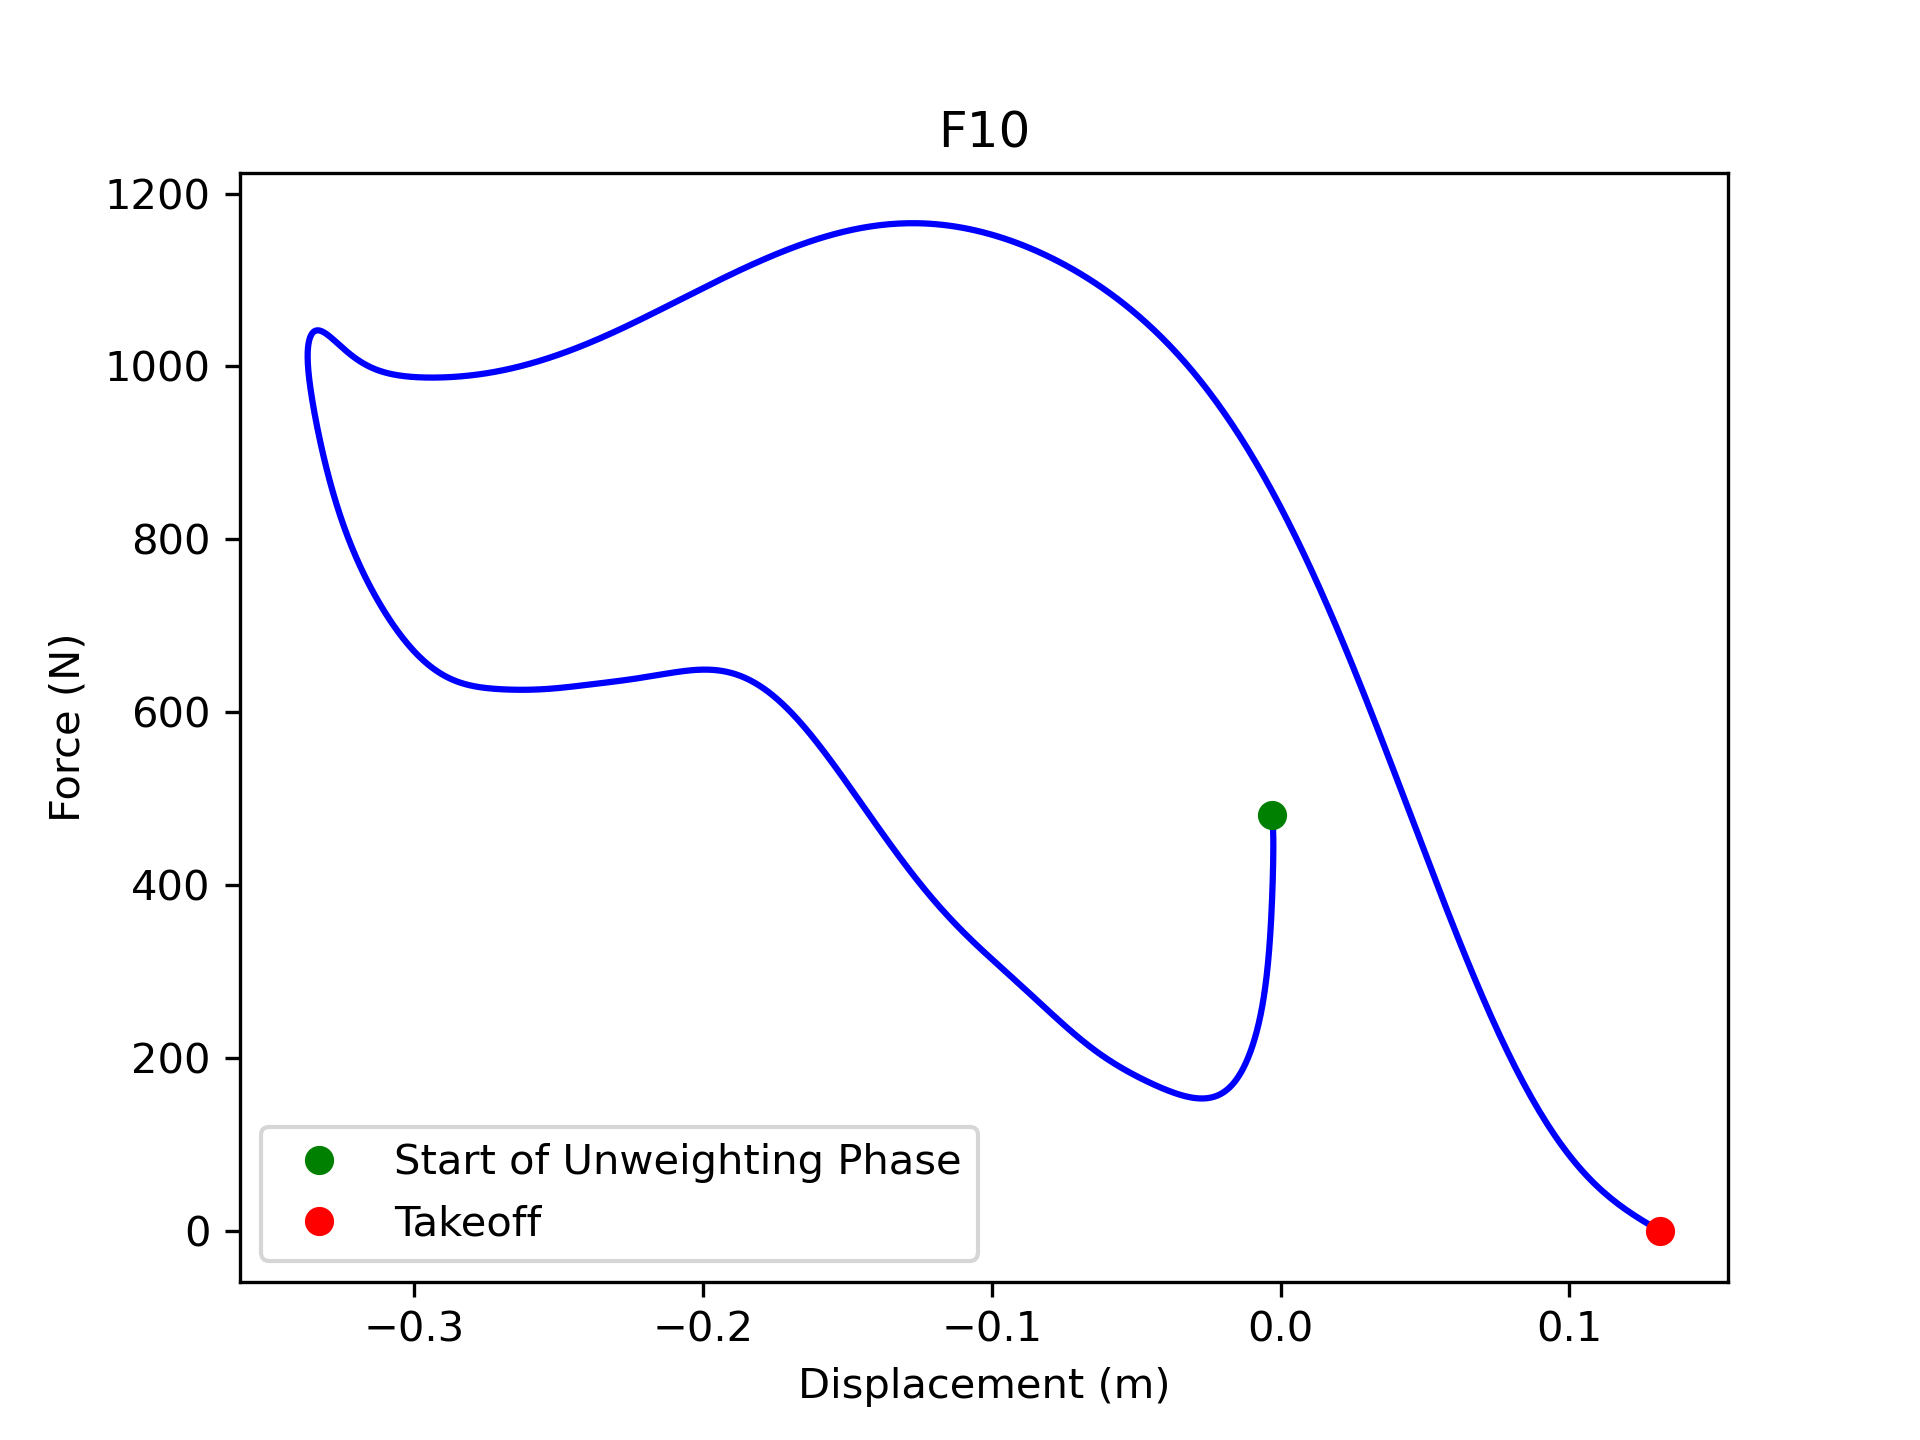 F10
1200
1000
800
600
400
200
0
Force (N)
Start of Unweighting Phase
Takeoff
−0.3 −0.2 −0.1 0.0 0.1
Displacement (m)